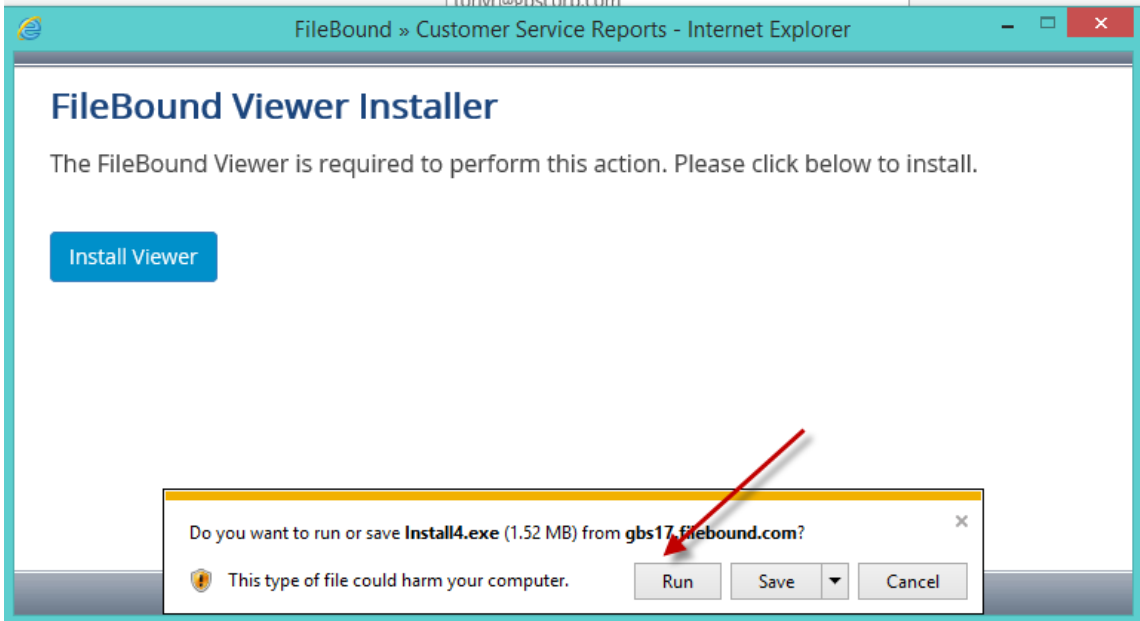 FileBound » Customer Service Reports - Internet Explorer
FileBound Viewer Installer
The FileBound Viewer is required to perform this action. Please click below to install.
Install Viewer
Do you want to run or save Install4.exe (1.52 MB) from gbs17.filebound.com?
This type of file could harm your computer.
Run
Save
Cancel